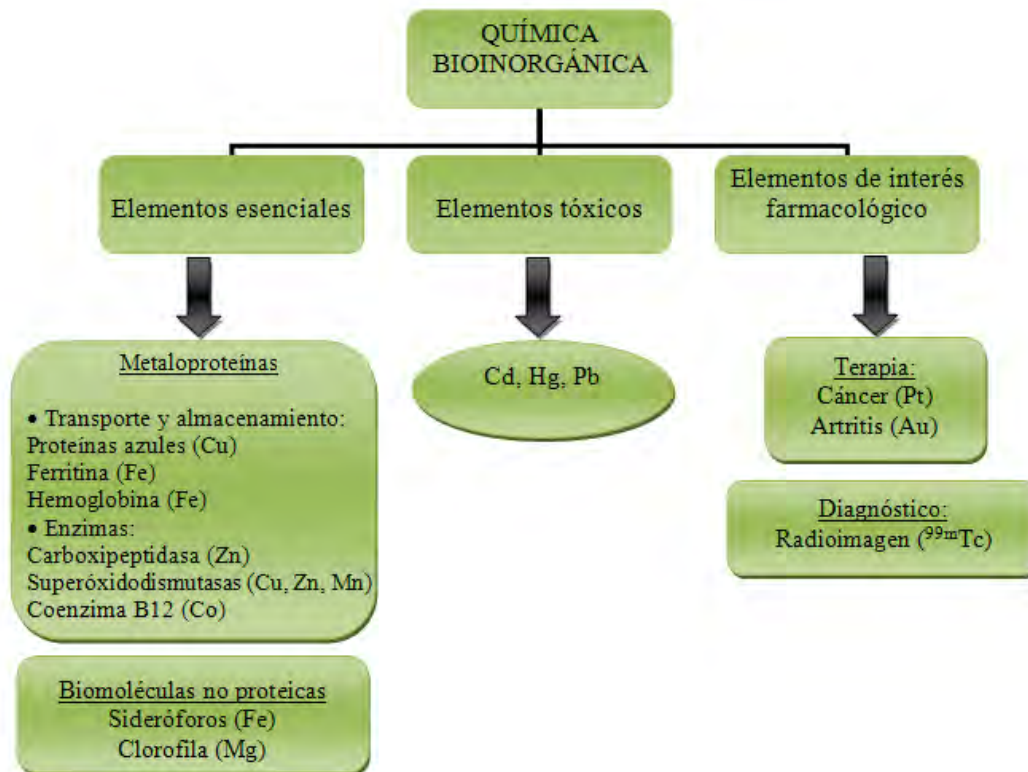 QUÍMICA
BIOINORGÁNICA
Elementos esenciales
Elementos tóxicos
Elementos de interés
farmacológico
Metaloproteínas
• Transporte y almacenamiento:
Proteínas azules (Cu)
Ferritina (Fe)
Hemoglobina (Fe)
• Enzimas:
Carboxipeptidasa (Zn)
Superóxidodismutasas (Cu, Zn, Mn)
Coenzima B12 (Co)
Biomoléculas no proteicas
Sideróforos (Fe)
Clorofila (Mg)
Cd, Hg, Pb
Terapia:
Cáncer (Pt)
Artritis (Au)
Diagnóstico:
Radioimagen (⁹⁹ᵐTc)